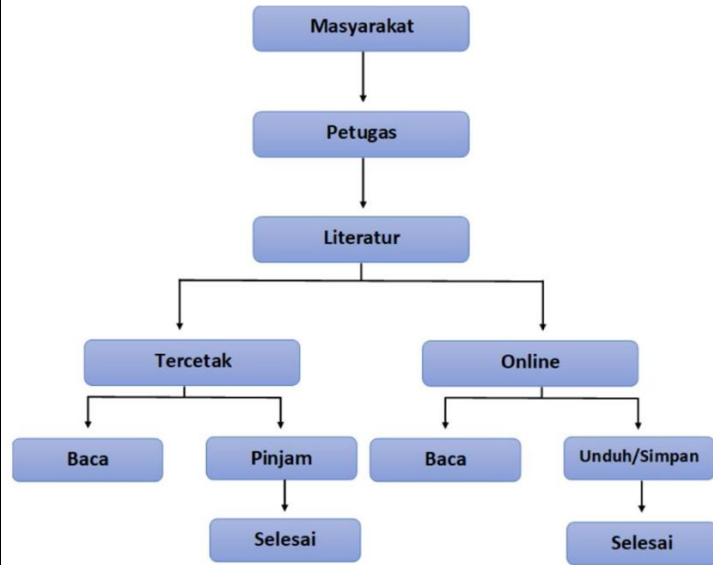 Masyarakat
Petugas
Literatur
Tercetak
Online
Baca
Pinjam
Baca
Unduh/Simpan
Selesai
Selesai